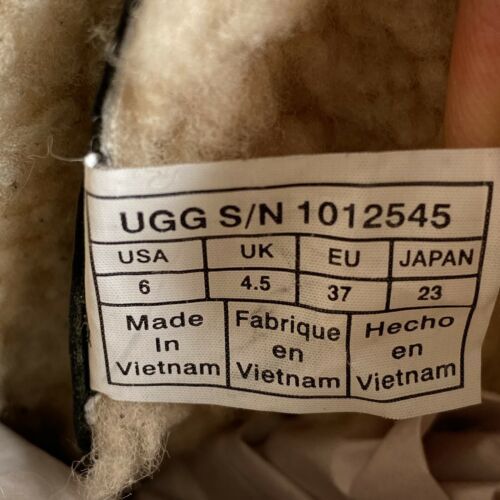 UGG S/N 1012545
USA UK EU JAPAN
6 4.5 37 23
Made Fabrique Hecho
In en en
Vietnam Vietnam Vietnam